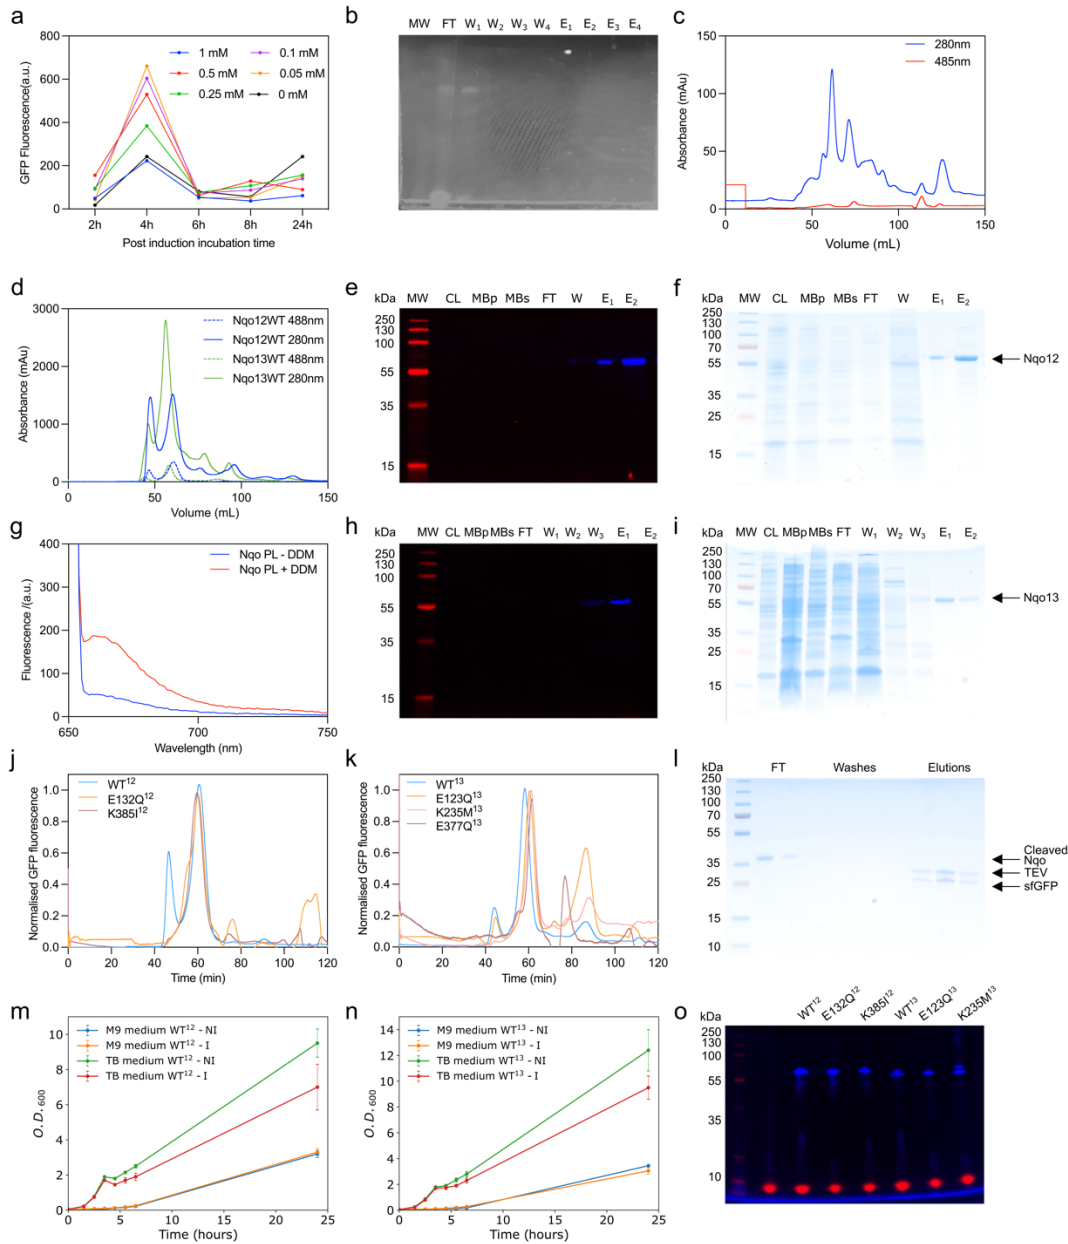 a
GFP Fluorescence(a.u.)
800
600
400
200
0
1 mM
0.5 mM
0.25 mM
0.1 mM
0.05 mM
0 mM
2h 4h 6h 8h 24h
Post induction incubation time
b
MW FT W1 W2 W3 W4 E1 E2 E3 E4
c
Absorbance (mAu)
150
100
50
0
280nm
485nm
0 50 100 150
Volume (mL)
d
Absorbance (mAu)
3000
2000
1000
0
Nqo12WT 488nm
Nqo12WT 280nm
Nqo13WT 488nm
Nqo13WT 280nm
0 50 100 150
Volume (mL)
e
kDa MW CL MBp MBs FT W E1 E2
250
130
100
55
35
15
f
kDa MW CL MBp MBs FT W E1 E2
250
130
100
70
55
35
25
15
Nqo12
g
Fluorescence /(a.u.)
400
300
200
100
0
Nqo PL - DDM
Nqo PL + DDM
650 700 750
Wavelength (nm)
h
kDa MW CL MBp MBs FT W1 W2 W3 E1 E2
250
130
100
55
35
15
i
kDa MW CL MBp MBs FT W1 W2 W3 E1 E2
250
130
100
70
55
35
25
15
Nqo13
j
Normalised GFP fluorescence
1.0
0.8
0.6
0.4
0.2
0.0
WT12
E132Q12
K385I12
0 20 40 60 80 100 120
Time (min)
k
Normalised GFP fluorescence
1.0
0.8
0.6
0.4
0.2
0.0
WT13
E123Q13
K235M13
E377Q13
0 20 40 60 80 100 120
Time (min)
l
kDa FT Washes Elutions
250
130
100
70
55
35
25
15
10
Cleaved
Nqo
TEV
sfGFP
m
O.D.600
10
8
6
4
2
0
M9 medium WT12 - NI
M9 medium WT12 - I
TB medium WT12 - NI
TB medium WT12 - I
0 5 10 15 20 25
Time (hours)
n
O.D.600
14
12
10
8
6
4
2
0
M9 medium WT13 - NI
M9 medium WT13 - I
TB medium WT13 - NI
TB medium WT13 - I
0 5 10 15 20 25
Time (hours)
o
kDa WT12 E132Q12 K385I12 WT13 E123Q13 K235M13
250
130
100
55
35
10